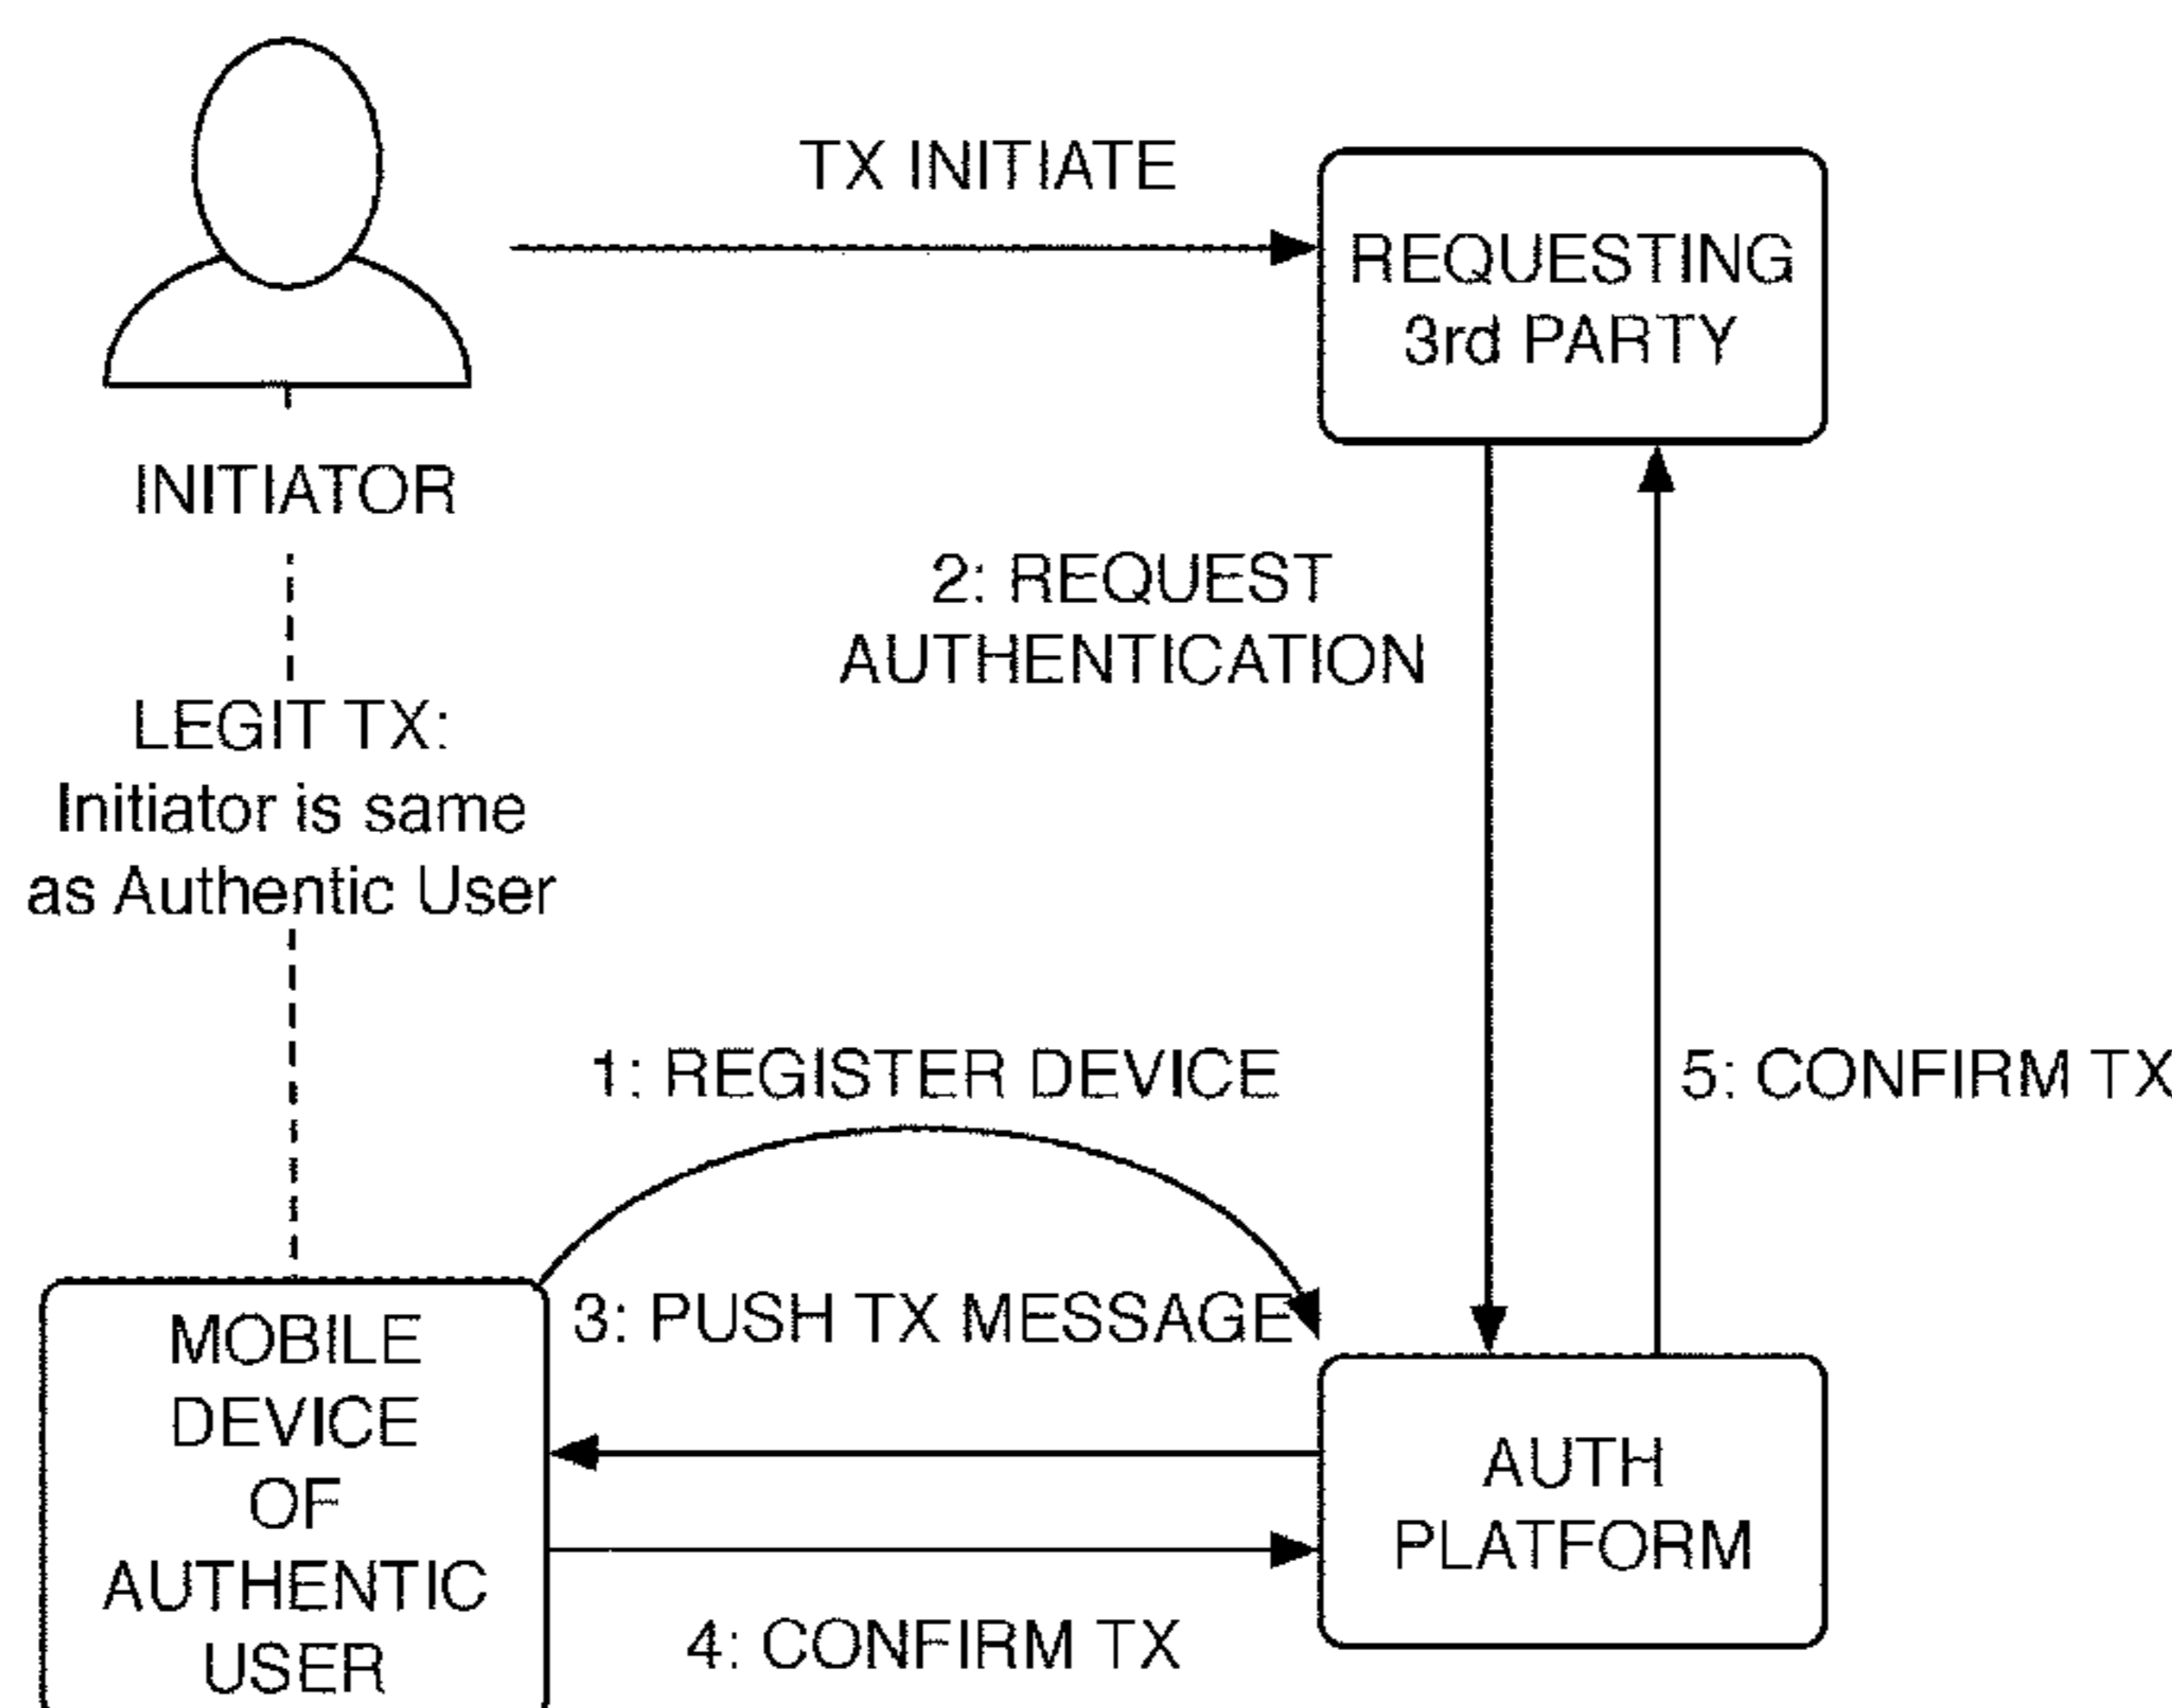 TX INITIATE
REQUESTING
3rd PARTY
INITIATOR
2: REQUEST
AUTHENTICATION
LEGIT TX:
Initiator is same
as Authentic User
1: REGISTER DEVICE
5: CONFIRM TX
3: PUSH TX MESSAGE
MOBILE
DEVICE
OF
AUTHENTIC
USER
AUTH
PLATFORM
4: CONFIRM TX